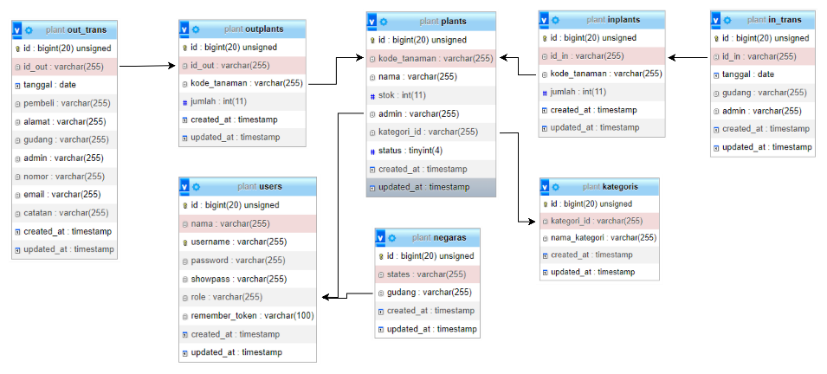 plant out_trans
id : bigint(20) unsigned
id_out : varchar(255)
tanggal : date
pembeli : varchar(255)
alamat : varchar(255)
gudang : varchar(255)
admin : varchar(255)
nomor : varchar(255)
email : varchar(255)
catatan : varchar(255)
created_at : timestamp
updated_at : timestamp
plant outplants
id : bigint(20) unsigned
id_out : varchar(255)
kode_tanaman : varchar(255)
jumlah : int(11)
created_at : timestamp
updated_at : timestamp
plant plants
id : bigint(20) unsigned
kode_tanaman : varchar(255)
nama : varchar(255)
stok : int(11)
admin : varchar(255)
kategori_id : varchar(255)
status : tinyint(4)
created_at : timestamp
updated_at : timestamp
plant inplants
id : bigint(20) unsigned
id_in : varchar(255)
kode_tanaman : varchar(255)
jumlah : int(11)
created_at : timestamp
updated_at : timestamp
plant in_trans
id : bigint(20) unsigned
id_in : varchar(255)
tanggal : date
gudang : varchar(255)
admin : varchar(255)
created_at : timestamp
updated_at : timestamp
plant users
id : bigint(20) unsigned
nama : varchar(255)
username : varchar(255)
password : varchar(255)
showpass : varchar(255)
role : varchar(255)
remember_token : varchar(100)
created_at : timestamp
updated_at : timestamp
plant negaras
id : bigint(20) unsigned
states : varchar(255)
gudang : varchar(255)
created_at : timestamp
updated_at : timestamp
plant kategoris
id : bigint(20) unsigned
kategori_id : varchar(255)
nama_kategori : varchar(255)
created_at : timestamp
updated_at : timestamp